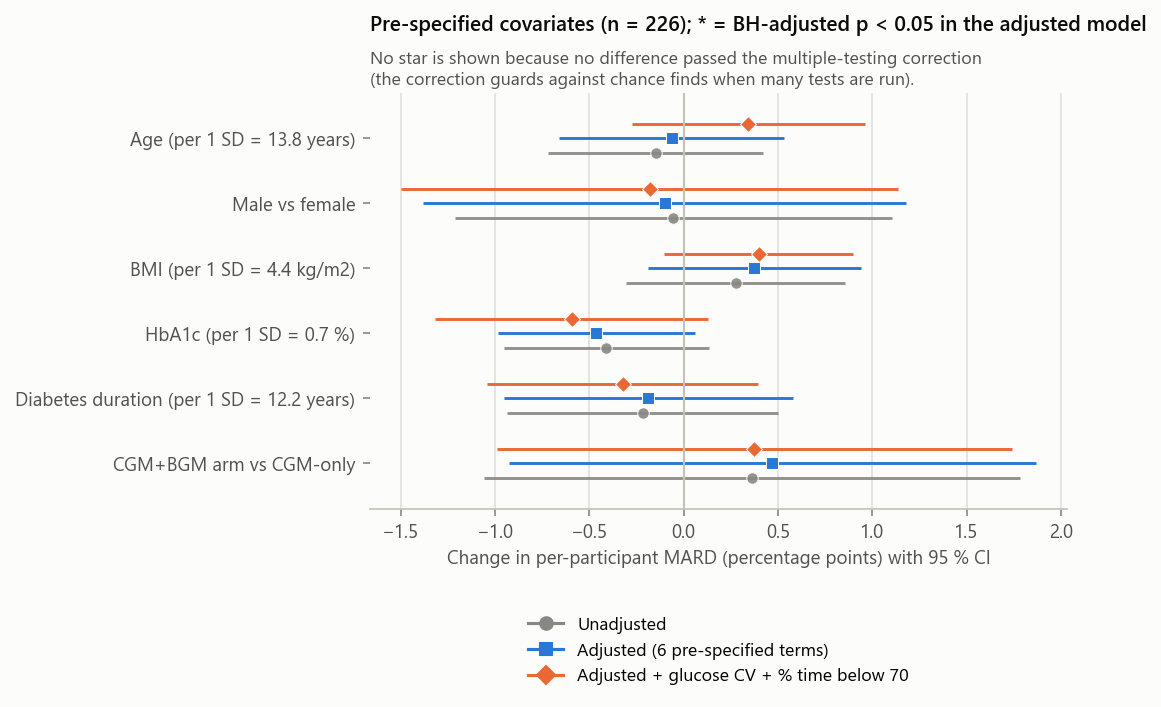 Pre-specified covariates (n = 226); * = BH-adjusted p < 0.05 in the adjusted model
No star is shown because no difference passed the multiple-testing correction
(the correction guards against chance finds when many tests are run).
Age (per 1 SD = 13.8 years)
Male vs female
BMI (per 1 SD = 4.4 kg/m2)
HbA1c (per 1 SD = 0.7 %)
Diabetes duration (per 1 SD = 12.2 years)
CGM+BGM arm vs CGM-only
−1.5 −1.0 −0.5 0.0 0.5 1.0 1.5 2.0
Change in per-participant MARD (percentage points) with 95 % CI
Unadjusted
Adjusted (6 pre-specified terms)
Adjusted + glucose CV + % time below 70